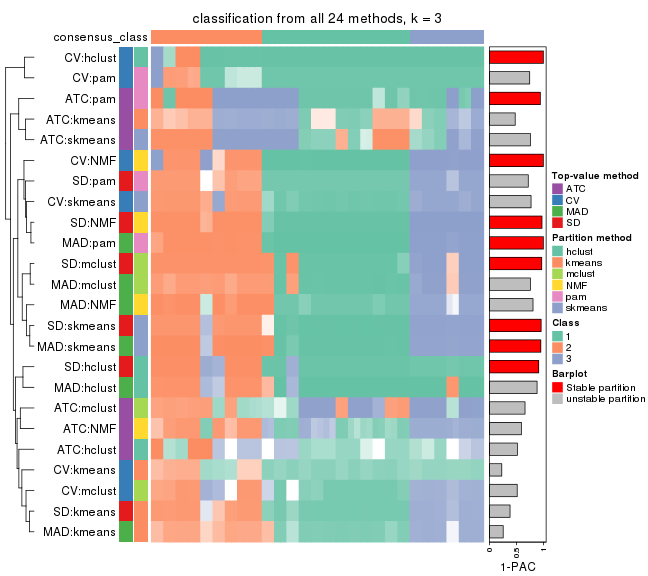 classification from all 24 methods, k = 3
consensus_class
CV:hclust
CV:pam
ATC:pam
ATC:kmeans
ATC:skmeans
CV:NMF
SD:pam
CV:skmeans
SD:NMF
MAD:pam
SD:mclust
MAD:mclust
MAD:NMF
SD:skmeans
MAD:skmeans
SD:hclust
MAD:hclust
ATC:mclust
ATC:NMF
ATC:hclust
CV:kmeans
CV:mclust
SD:kmeans
MAD:kmeans
0 0.5 1
1-PAC
Top-value method
ATC
CV
MAD
SD
Partition method
hclust
kmeans
mclust
NMF
pam
skmeans
Class
1
2
3
Barplot
Stable partition
unstable partition